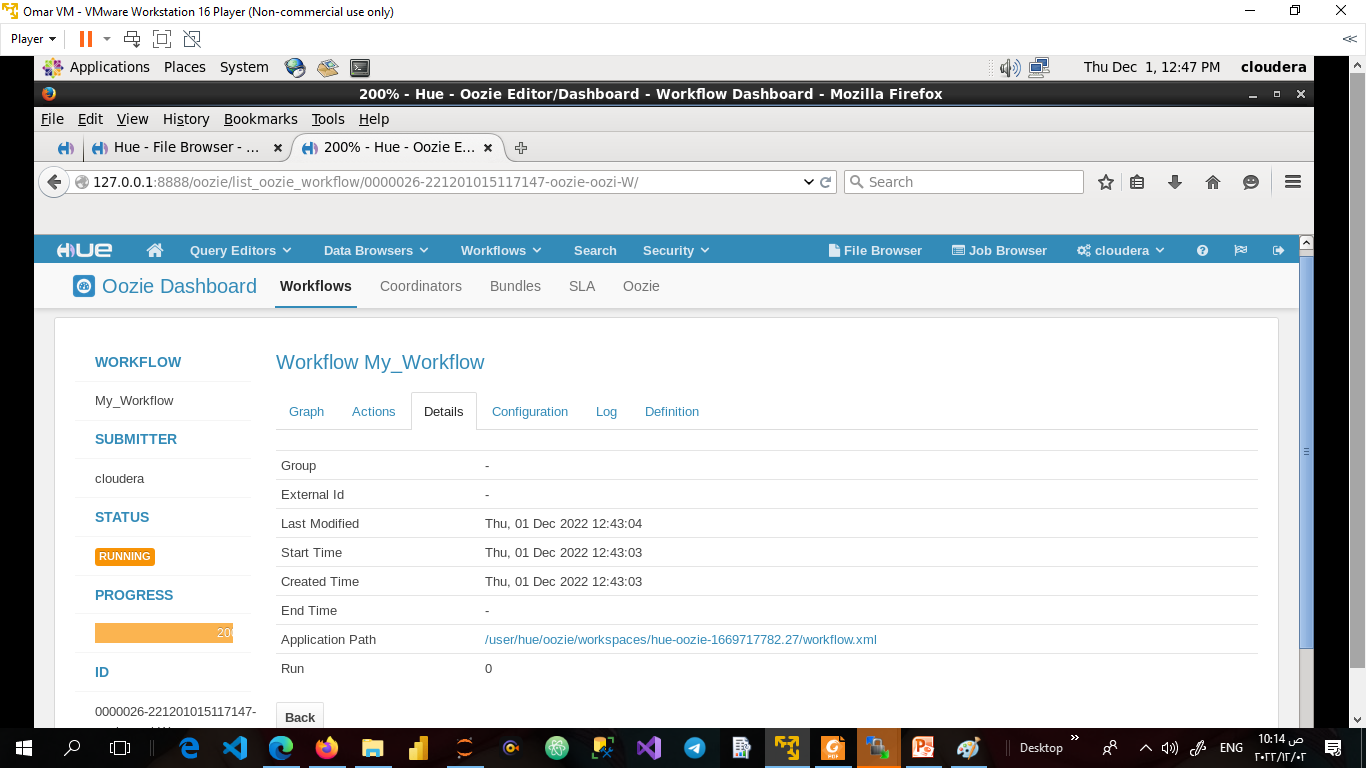 Omar VM - VMware Workstation 16 Player (Non-commercial use only)
Player
Applications Places System Thu Dec 1, 12:47 PM cloudera
200% - Hue - Oozie Editor/Dashboard - Workflow Dashboard - Mozilla Firefox
File Edit View History Bookmarks Tools Help
Hue - File Browser - ... 200% - Hue - Oozie E...
127.0.0.1:8888/oozie/list_oozie_workflow/0000026-221201015117147-oozie-oozi-W/ Search
HUE Query Editors Data Browsers Workflows Search Security File Browser Job Browser cloudera
Oozie Dashboard Workflows Coordinators Bundles SLA Oozie
WORKFLOW
My_Workflow
SUBMITTER
cloudera
STATUS
RUNNING
PROGRESS
ID
0000026-221201015117147-
Workflow My_Workflow
Graph Actions Details Configuration Log Definition
Group -
External Id -
Last Modified Thu, 01 Dec 2022 12:43:04
Start Time Thu, 01 Dec 2022 12:43:03
Created Time Thu, 01 Dec 2022 12:43:03
End Time -
Application Path /user/hue/oozie/workspaces/hue-oozie-1669717782.27/workflow.xml
Run 0
Back
Desktop ENG 10:14 ص
٢٠٢٢/١٢/٠٢